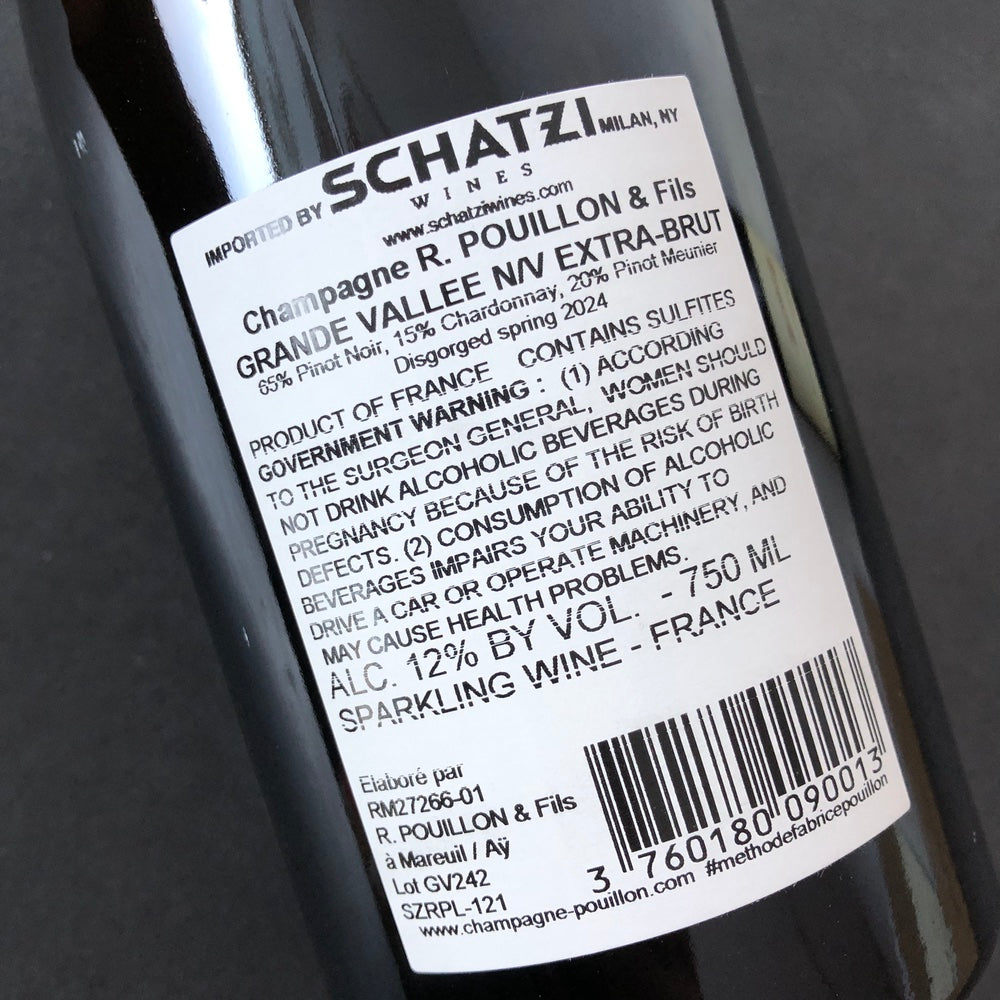 IMPORTED BY SCHATZI MILAN, NY
WINES
www.schatziwines.com
Champagne R. POUILLON & Fils
GRANDE VALLEE N/V EXTRA-BRUT
65% Pinot Noir, 15% Chardonnay, 20% Pinot Meunier
Disgorged spring 2024
PRODUCT OF FRANCE CONTAINS SULFITES
GOVERNMENT WARNING : (1) ACCORDING
TO THE SURGEON GENERAL, WOMEN SHOULD
NOT DRINK ALCOHOLIC BEVERAGES DURING
PREGNANCY BECAUSE OF THE RISK OF BIRTH
DEFECTS. (2) CONSUMPTION OF ALCOHOLIC
BEVERAGES IMPAIRS YOUR ABILITY TO
DRIVE A CAR OR OPERATE MACHINERY, AND
MAY CAUSE HEALTH PROBLEMS.
ALC. 12% BY VOL. - 750 ML
SPARKLING WINE - FRANCE
Elaboré par
RM27266-01
R. POUILLON & Fils
à Mareuil / Aÿ
Lot GV242
SZRPL-121
www.champagne-pouillon.com #methodefabricepouillon
3 760180 090013